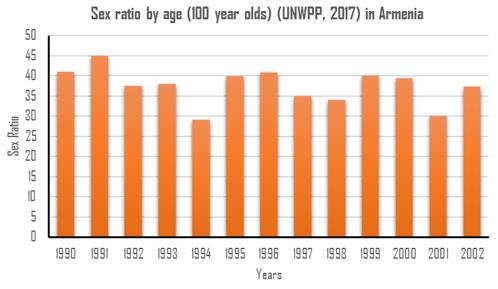 Sex ratio by age (100 year olds) (UNWPP, 2017) in Armenia
50
45
40
35
30
25
20
15
10
5
0
Sex Ratio
1990 1991 1992 1993 1994 1995 1996 1997 1998 1999 2000 2001 2002
Years